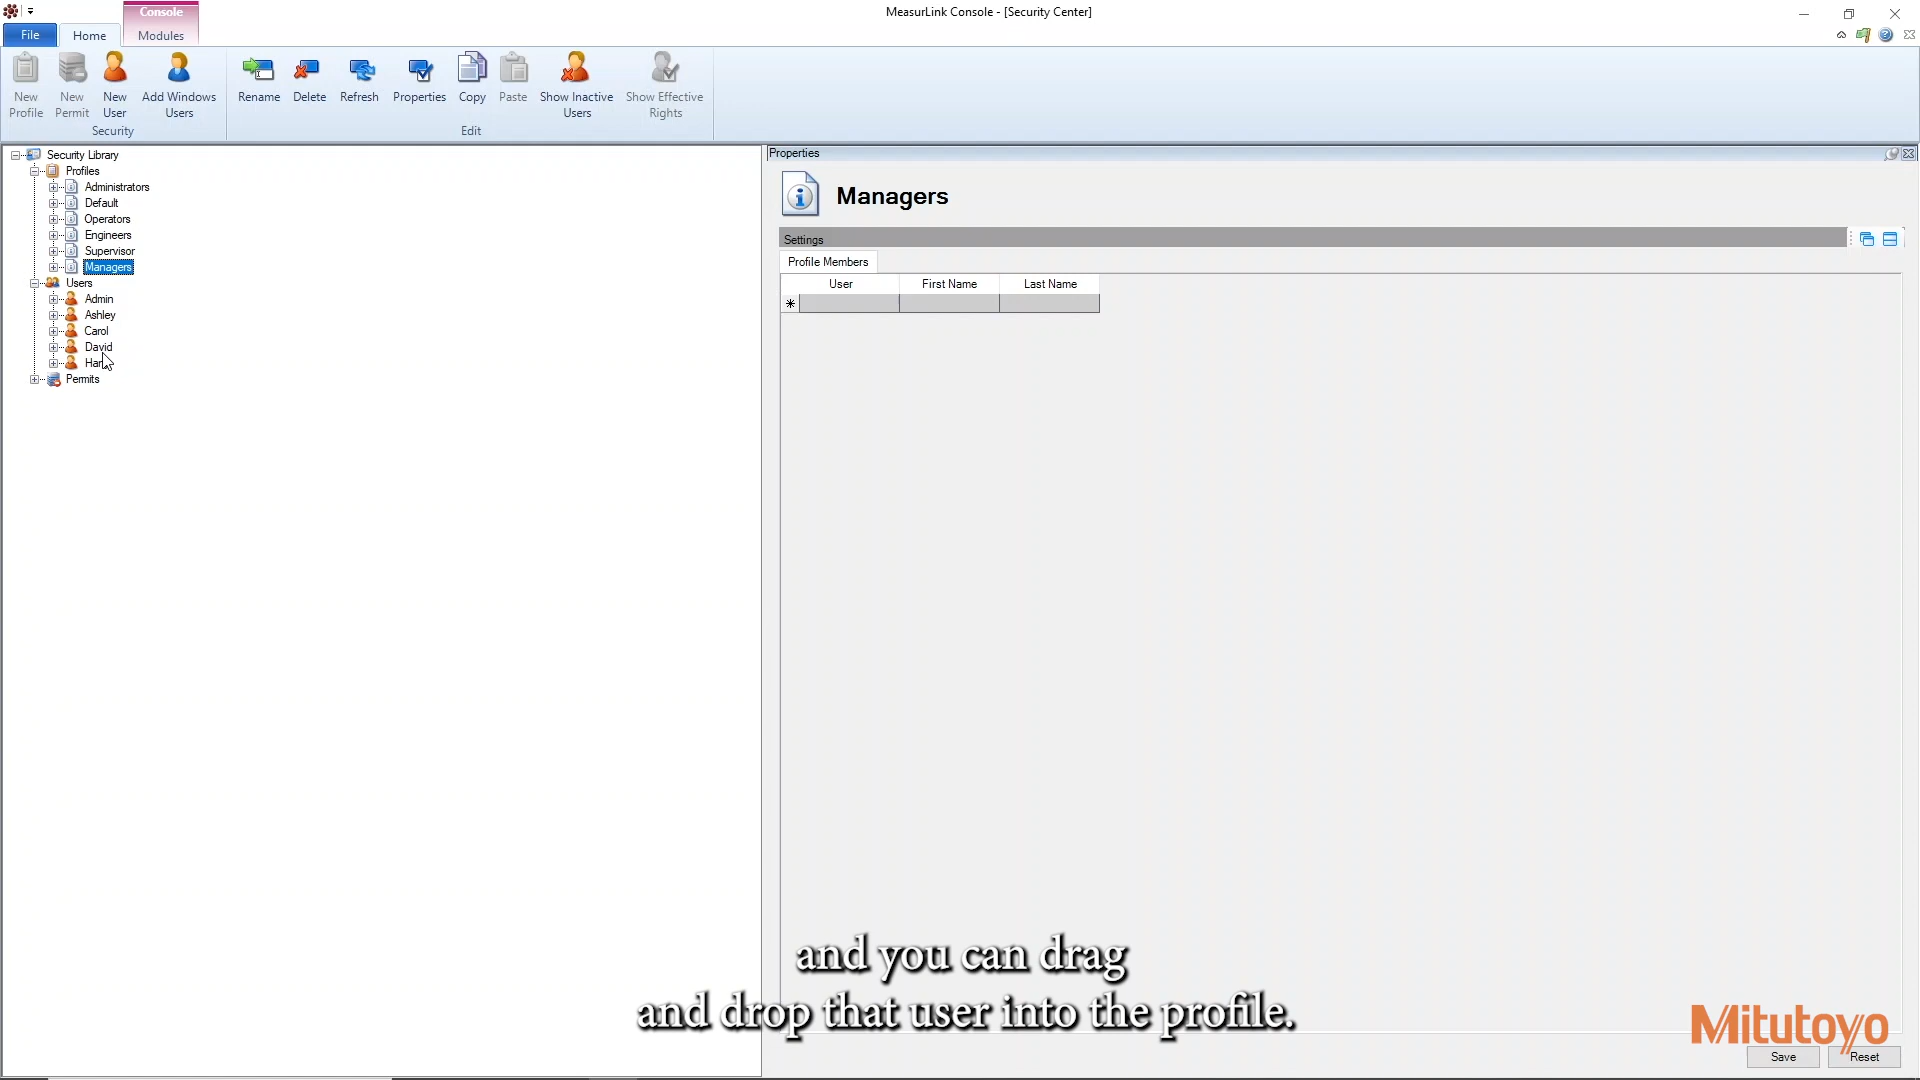 Console
MeasurLink Console - [Security Center]
File
Home
Modules
New Profile
New Permit
New User
Add Windows Users
Rename
Delete
Refresh
Properties
Copy
Paste
Show Inactive Users
Show Effective Rights
Security
Edit
Security Library
Profiles
Administrators
Default
Operators
Engineers
Supervisor
Managers
Users
Admin
Ashley
Carol
David
Permits
Properties
Managers
Settings
Profile Members
User First Name Last Name
and you can drag
and drop that user into the profile.
Mitutoyo
Save Reset